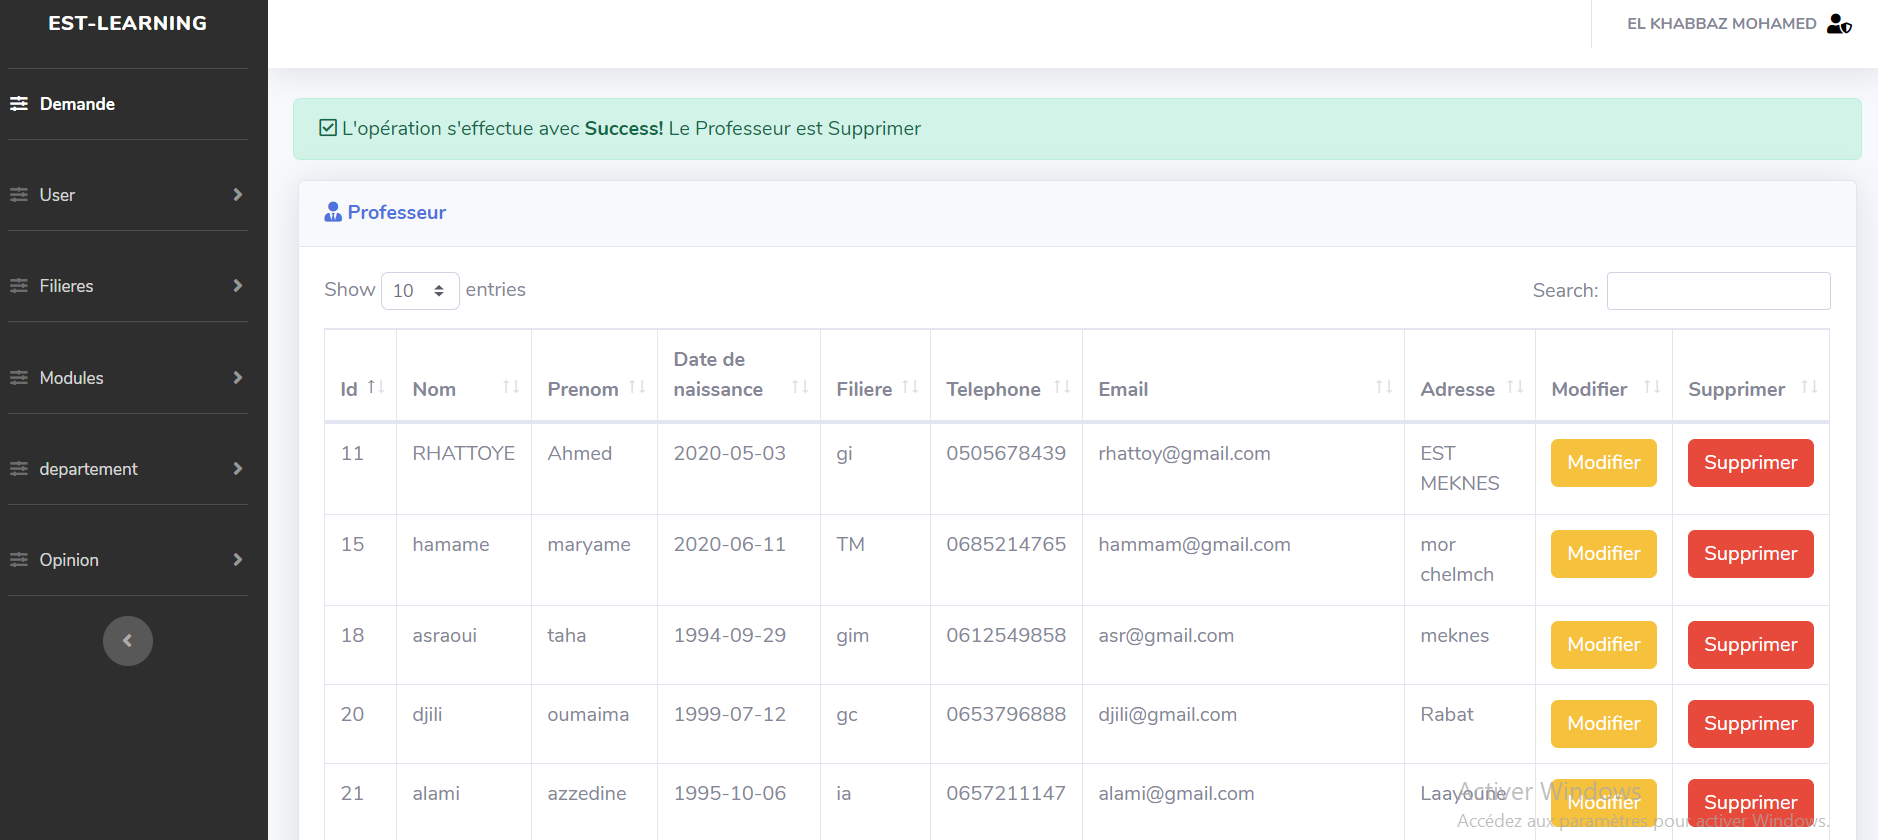 EST-LEARNING
EL KHABBAZ MOHAMED
Demande
User
Filieres
Modules
departement
Opinion
L'opération s'effectue avec Success! Le Professeur est Supprimer
Professeur
Show 10 entries
Search:
Id Nom Prenom Date de naissance Filiere Telephone Email Adresse Modifier Supprimer
11 RHATTOYE Ahmed 2020-05-03 gi 0505678439 rhattoy@gmail.com EST MEKNES Modifier Supprimer
15 hamame maryame 2020-06-11 TM 0685214765 hammam@gmail.com mor chelmch Modifier Supprimer
18 asraoui taha 1994-09-29 gim 0612549858 asr@gmail.com meknes Modifier Supprimer
20 djili oumaima 1999-07-12 gc 0653796888 djili@gmail.com Rabat Modifier Supprimer
21 alami azzedine 1995-10-06 ia 0657211147 alami@gmail.com Laayoune Modifier Supprimer
Activer Windows
Accédez aux paramètres pour activer Windows.